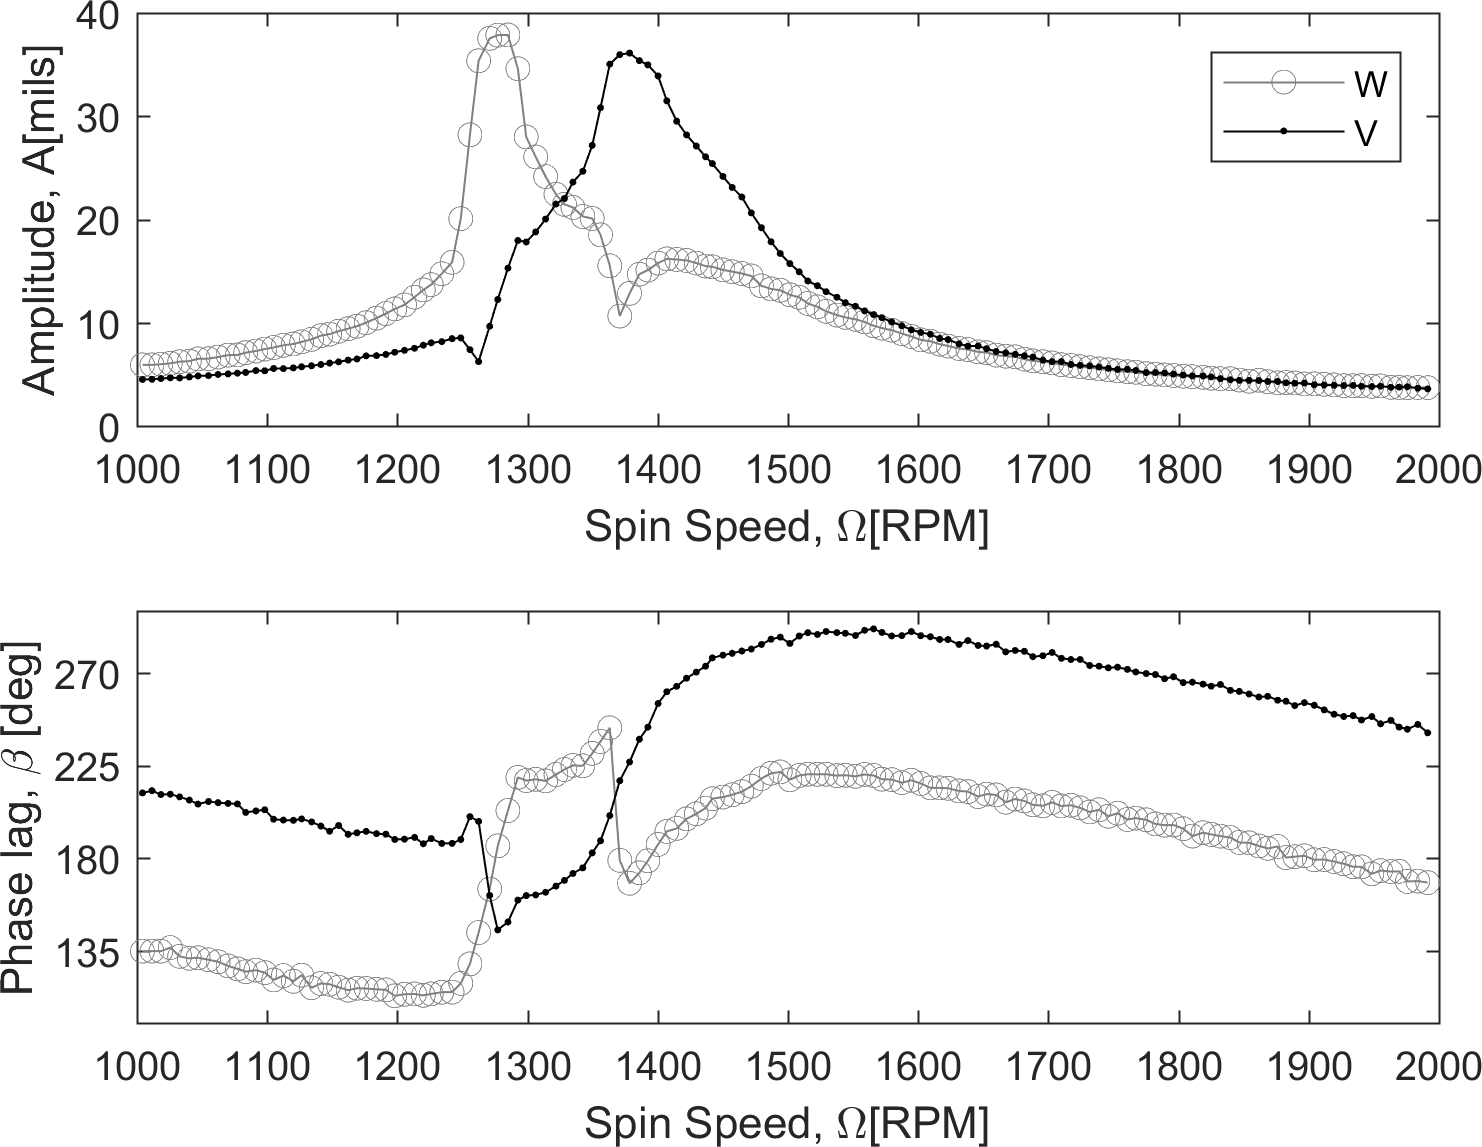 40
30
20
10
0
Amplitude, A[mils]
W
V
1000 1100 1200 1300 1400 1500 1600 1700 1800 1900 2000
Spin Speed, Ω[RPM]
270
225
180
135
Phase lag, β [deg]
1000 1100 1200 1300 1400 1500 1600 1700 1800 1900 2000
Spin Speed, Ω[RPM]